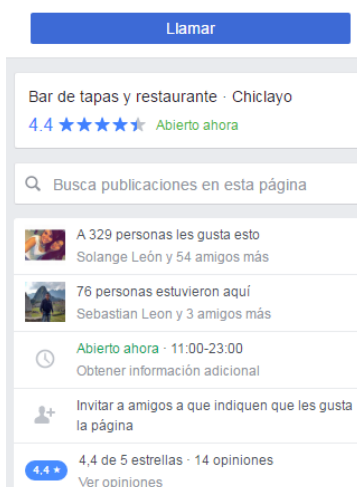 Llamar
Bar de tapas y restaurante · Chiclayo
4.4 ★★★★★ Abierto ahora
Busca publicaciones en esta página
A 329 personas les gusta esto
Solange León y 54 amigos más
76 personas estuvieron aquí
Sebastian Leon y 3 amigos más
Abierto ahora · 11:00-23:00
Obtener información adicional
Invitar a amigos a que indiquen que les gusta
la página
4.4 ★ 4,4 de 5 estrellas · 14 opiniones
Ver opiniones